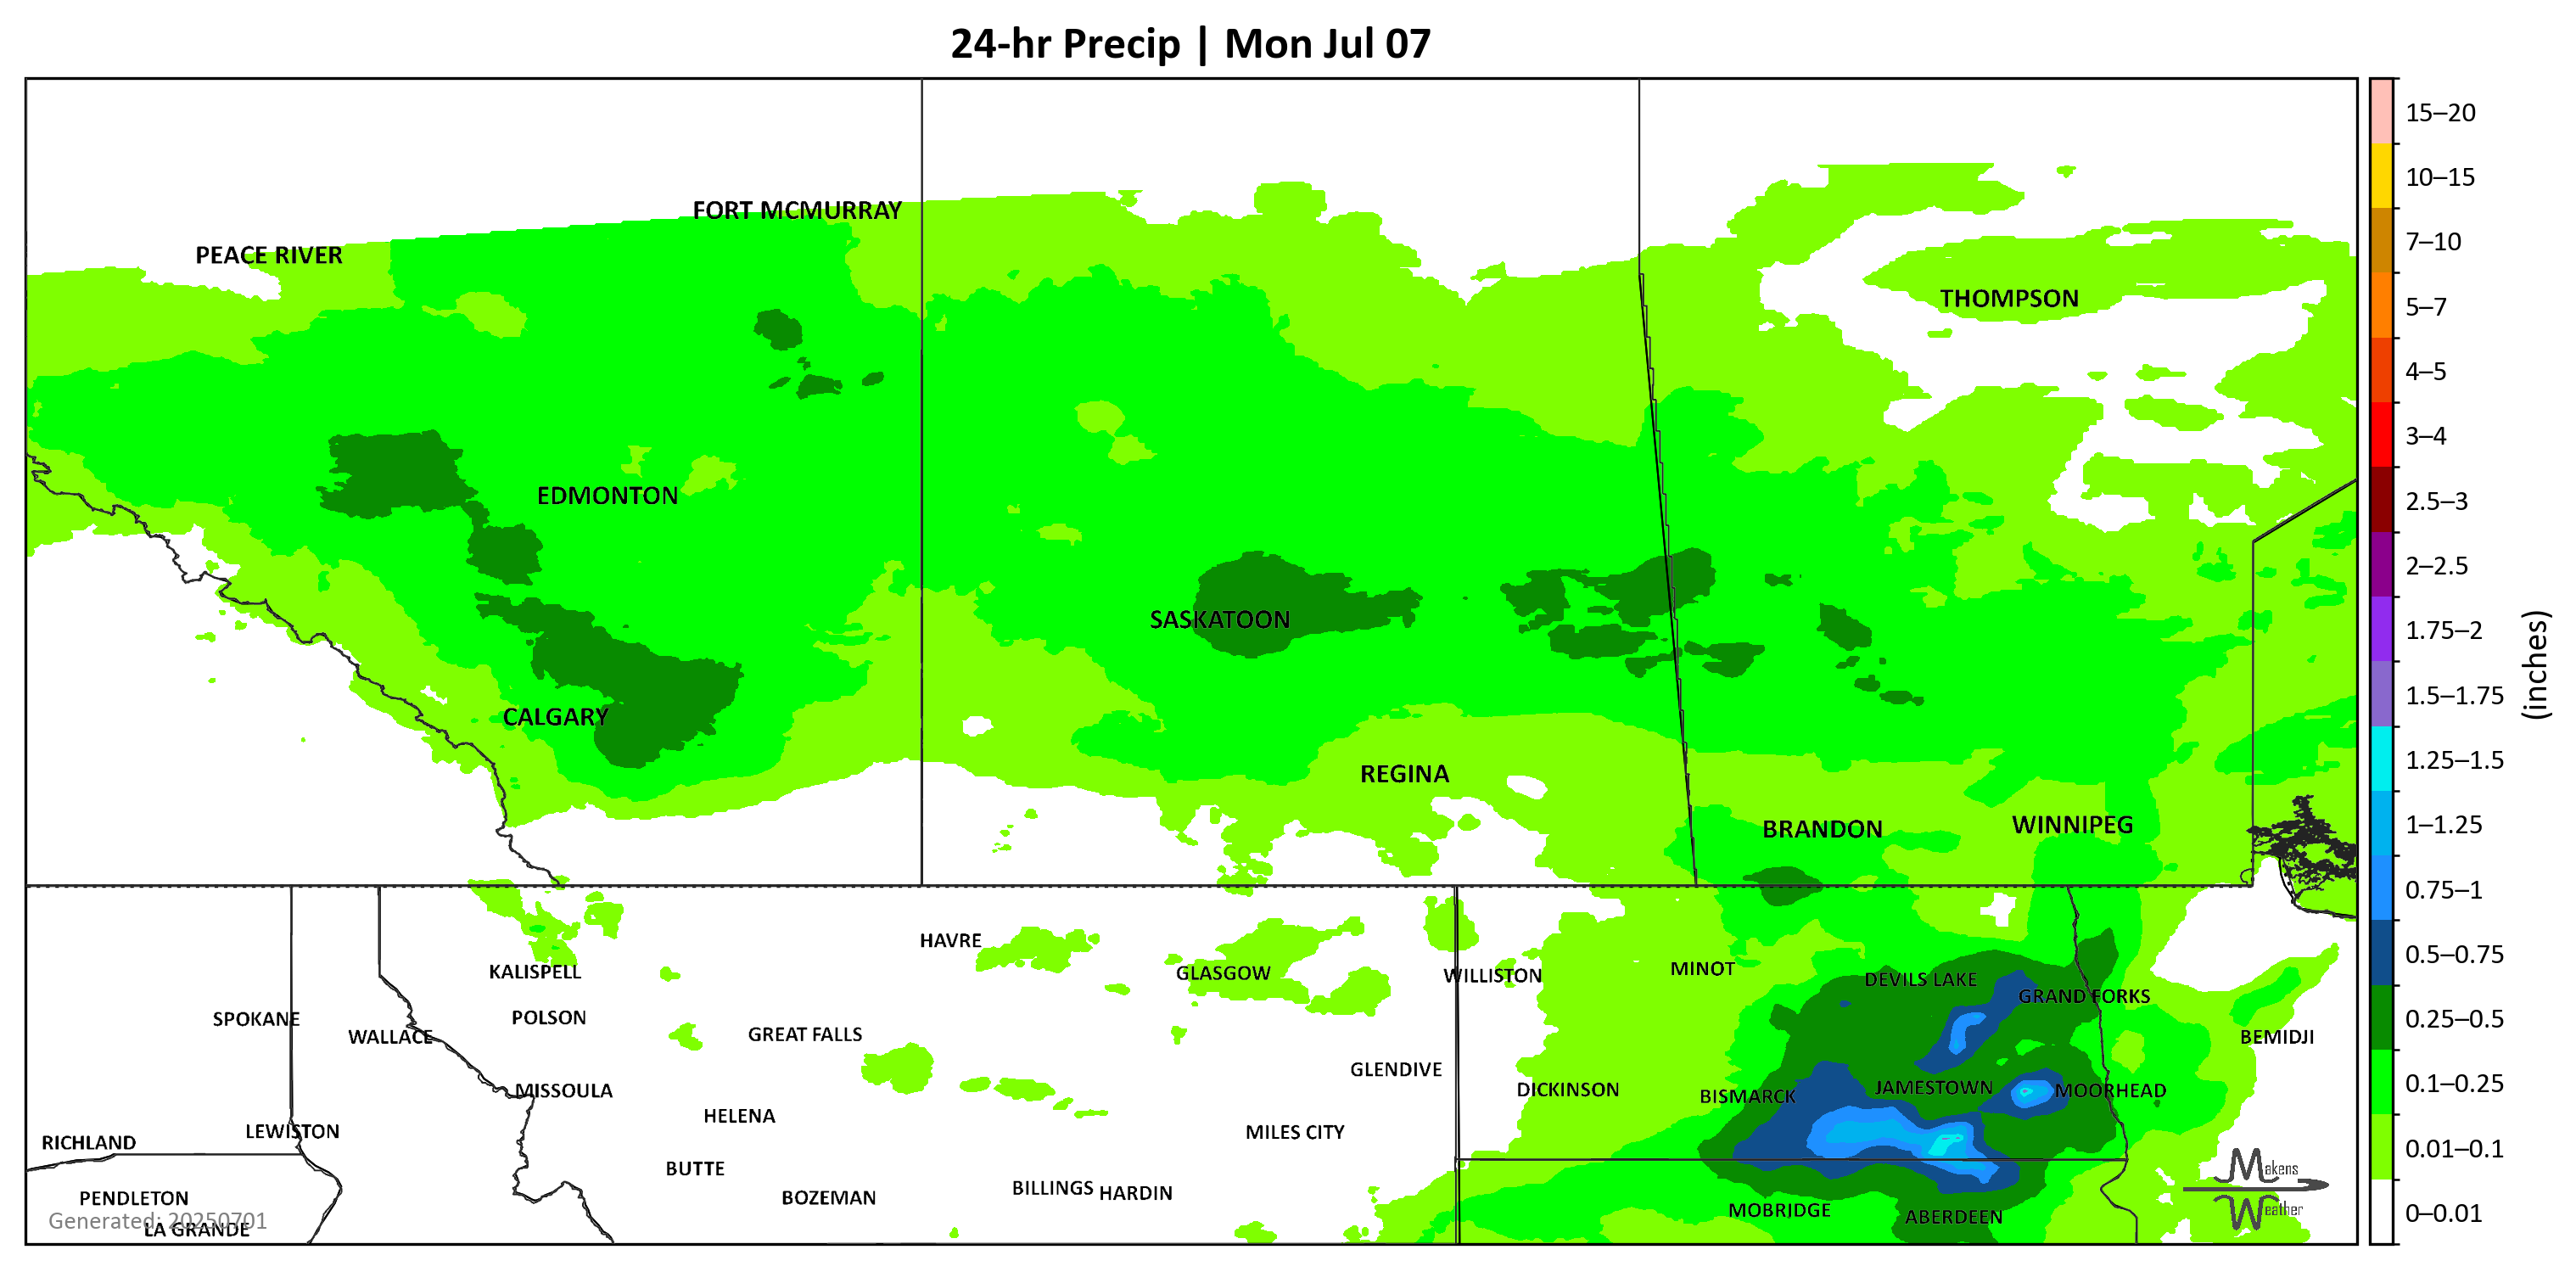 24-hr Precip | Mon Jul 07
FORT MCMURRAY
PEACE RIVER
THOMPSON
EDMONTON
SASKATOON
CALGARY
REGINA
BRANDON
WINNIPEG
HAVRE
KALISPELL
GLASGOW
WILLISTON
MINOT
DEVILS LAKE
GRAND FORKS
SPOKANE
WALLACE
POLSON
GREAT FALLS
BEMIDJI
GLENDIVE
MISSOULA
DICKINSON
BISMARCK
JAMESTOWN
MOORHEAD
HELENA
LEWISTON
MILES CITY
RICHLAND
BUTTE
BOZEMAN
BILLINGS
HARDIN
PENDLETON
MOBRIDGE
ABERDEEN
Generated: 20250701
LA GRANDE
Makens
Weather
15–20
10–15
7–10
5–7
4–5
3–4
2.5–3
2–2.5
1.75–2
1.5–1.75
1.25–1.5
1–1.25
0.75–1
0.5–0.75
0.25–0.5
0.1–0.25
0.01–0.1
0–0.01
(inches)